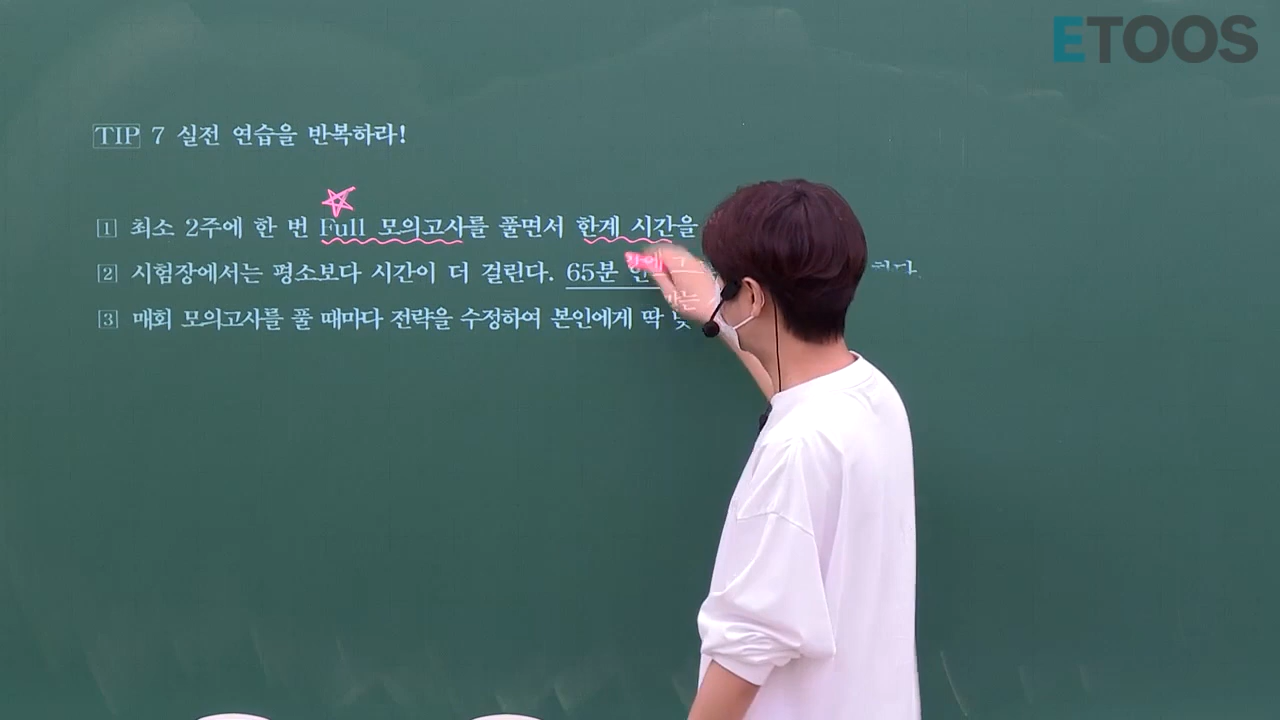 ETOOS
TIP 7 실전 연습을 반복하라!
1 최소 2주에 한 번 Full 모의고사를 풀면서 한계 시간을
2 시험장에서는 평소보다 시간이 더 걸린다. 65분
3 매회 모의고사를 풀 때마다 전략을 수정하여 본인에게 딱